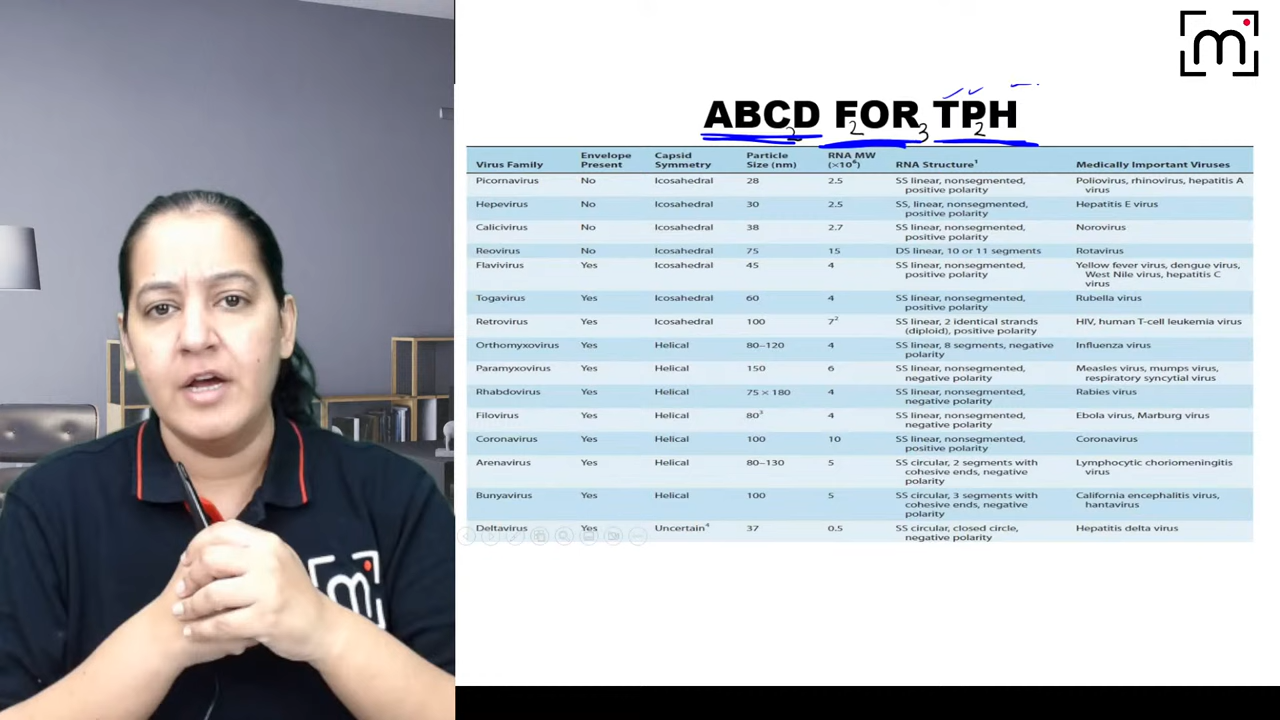 m
ABCD FOR TPH
2 2 3 2
Virus Family Envelope Present Capsid Symmetry Particle Size (nm) RNA MW (×10⁶) RNA Structure¹ Medically Important Viruses
Picornavirus No Icosahedral 28 2.5 SS linear, nonsegmented, positive polarity Poliovirus, rhinovirus, hepatitis A virus
Hepevirus No Icosahedral 30 2.5 SS, linear, nonsegmented, positive polarity Hepatitis E virus
Calicivirus No Icosahedral 38 2.7 SS linear, nonsegmented, positive polarity Norovirus
Reovirus No Icosahedral 75 15 DS linear, 10 or 11 segments Rotavirus
Flavivirus Yes Icosahedral 45 4 SS linear, nonsegmented, positive polarity Yellow fever virus, dengue virus, West Nile virus, hepatitis C virus
Togavirus Yes Icosahedral 60 4 SS linear, nonsegmented, positive polarity Rubella virus
Retrovirus Yes Icosahedral 100 7² SS linear, 2 identical strands (diploid), positive polarity HIV, human T-cell leukemia virus
Orthomyxovirus Yes Helical 80–120 4 SS linear, 8 segments, negative polarity Influenza virus
Paramyxovirus Yes Helical 150 6 SS linear, nonsegmented, negative polarity Measles virus, mumps virus, respiratory syncytial virus
Rhabdovirus Yes Helical 75 × 180 4 SS linear, nonsegmented, negative polarity Rabies virus
Filovirus Yes Helical 80³ 4 SS linear, nonsegmented, negative polarity Ebola virus, Marburg virus
Coronavirus Yes Helical 100 10 SS linear, nonsegmented, positive polarity Coronavirus
Arenavirus Yes Helical 80–130 5 SS circular, 2 segments with cohesive ends, negative polarity Lymphocytic choriomeningitis virus
Bunyavirus Yes Helical 100 5 SS circular, 3 segments with cohesive ends, negative polarity California encephalitis virus, hantavirus
Deltavirus Yes Uncertain⁴ 37 0.5 SS circular, closed circle, negative polarity Hepatitis delta virus
m